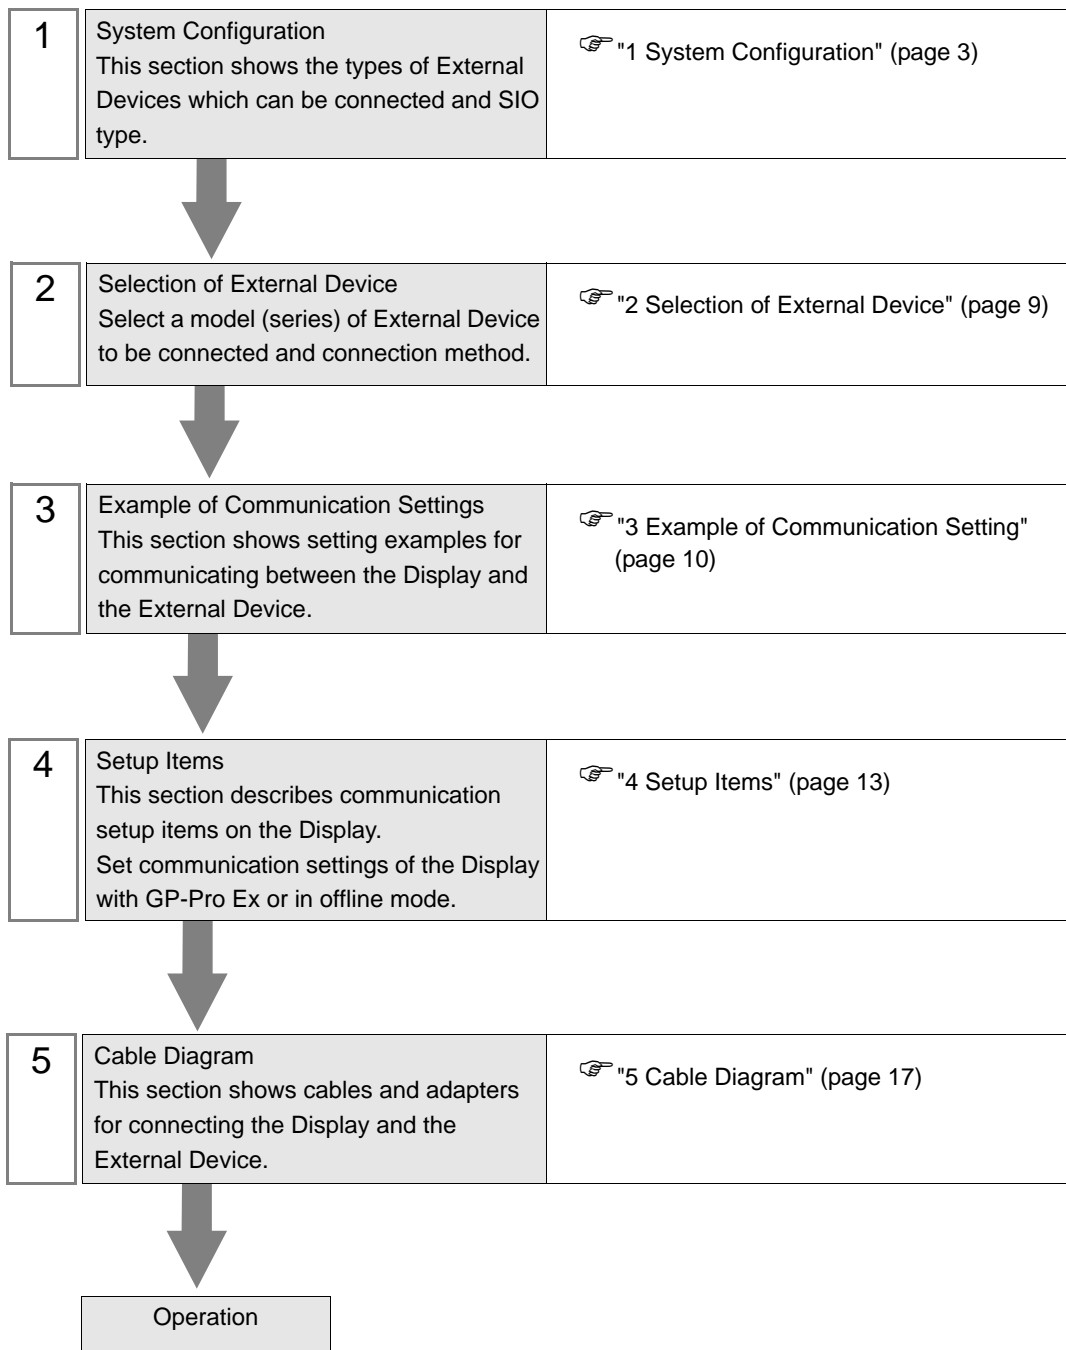 1
System Configuration
This section shows the types of External
Devices which can be connected and SIO
type.
"1 System Configuration" (page 3)
2
Selection of External Device
Select a model (series) of External Device
to be connected and connection method.
"2 Selection of External Device" (page 9)
3
Example of Communication Settings
This section shows setting examples for
communicating between the Display and
the External Device.
"3 Example of Communication Setting"
(page 10)
4
Setup Items
This section describes communication
setup items on the Display.
Set communication settings of the Display
with GP-Pro Ex or in offline mode.
"4 Setup Items" (page 13)
5
Cable Diagram
This section shows cables and adapters
for connecting the Display and the
External Device.
"5 Cable Diagram" (page 17)
Operation